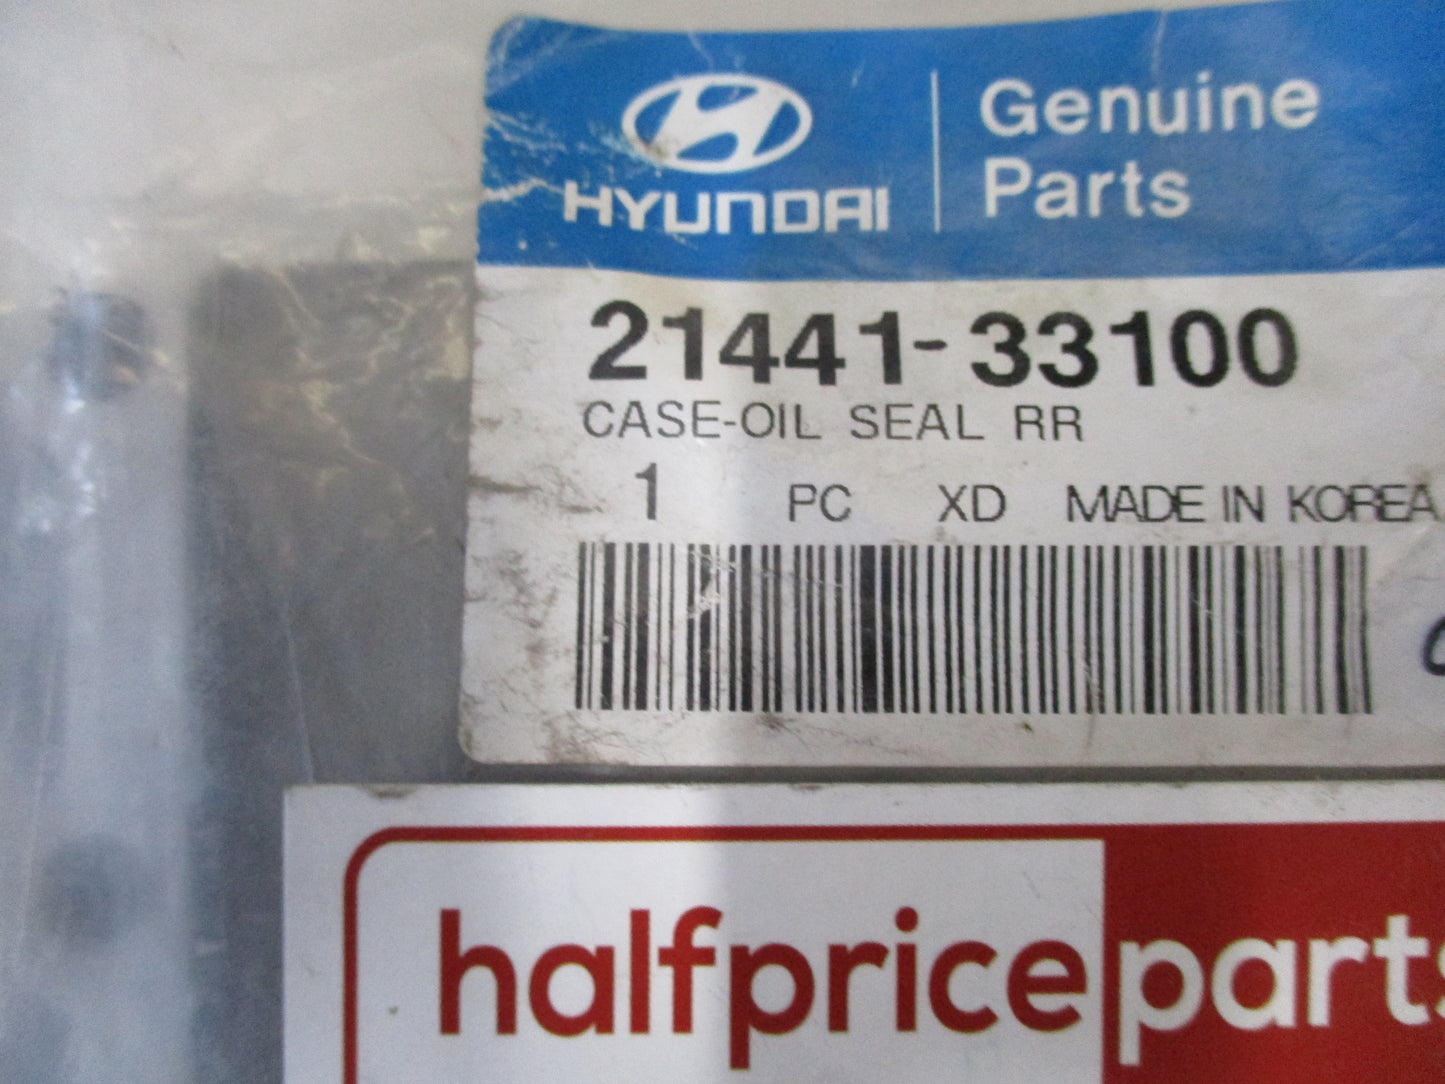 HYUNDAI
Genuine
Parts
21441-33100
CASE-OIL SEAL RR
1 PC XD MADE IN KOREA
halfpriceparts